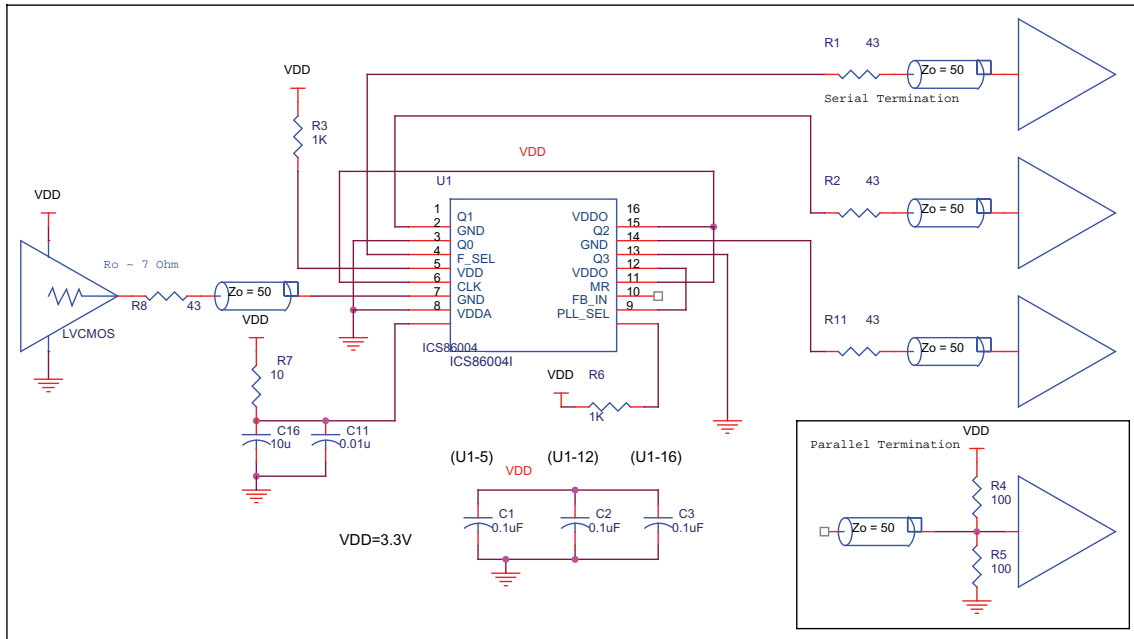 R1 43
Zo = 50
Serial Termination
VDD
R3
1K
VDD
U1
R2 43
Zo = 50
VDD
Ro ~ 7 Ohm
R8 43
Zo = 50
LVCMOS
1
2
3
4
5
6
7
8
Q1
GND
Q0
F_SEL
VDD
CLK
GND
VDDA
VDDO
Q2
GND
Q3
VDDO
MR
FB_IN
PLL_SEL
16
15
14
13
12
11
10
9
ICS86004
ICS86004I
R11 43
Zo = 50
VDD
R7
10
C16
10u
C11
0.01u
VDD
R6
1K
(U1-5) (U1-12) (U1-16)
VDD
C1
0.1uF
C2
0.1uF
C3
0.1uF
VDD=3.3V
Parallel Termination
VDD
R4
100
Zo = 50
R5
100